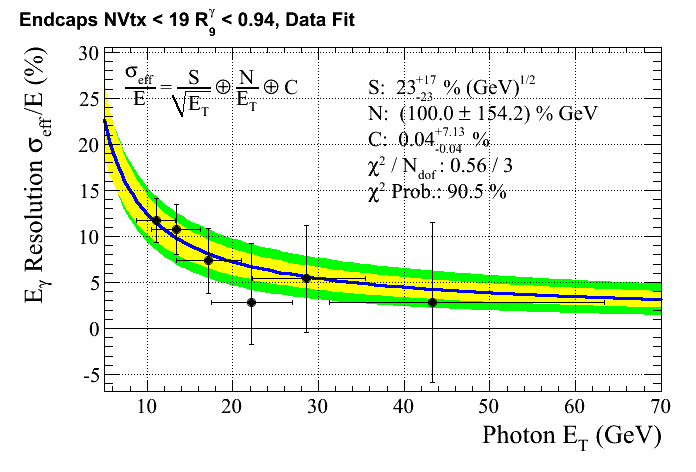 Endcaps NVtx < 19 R₉^γ < 0.94, Data Fit
E_γ Resolution σ_eff/E (%)
σ_eff/E = S/√E_T ⊕ N/E_T ⊕ C
S: 23 +17 -23 % (GeV)^1/2
N: (100.0 ± 154.2) % GeV
C: 0.04 +7.13 -0.04 %
χ² / N_dof : 0.56 / 3
χ² Prob.: 90.5 %
30
25
20
15
10
5
0
-5
10 20 30 40 50 60 70
Photon E_T (GeV)